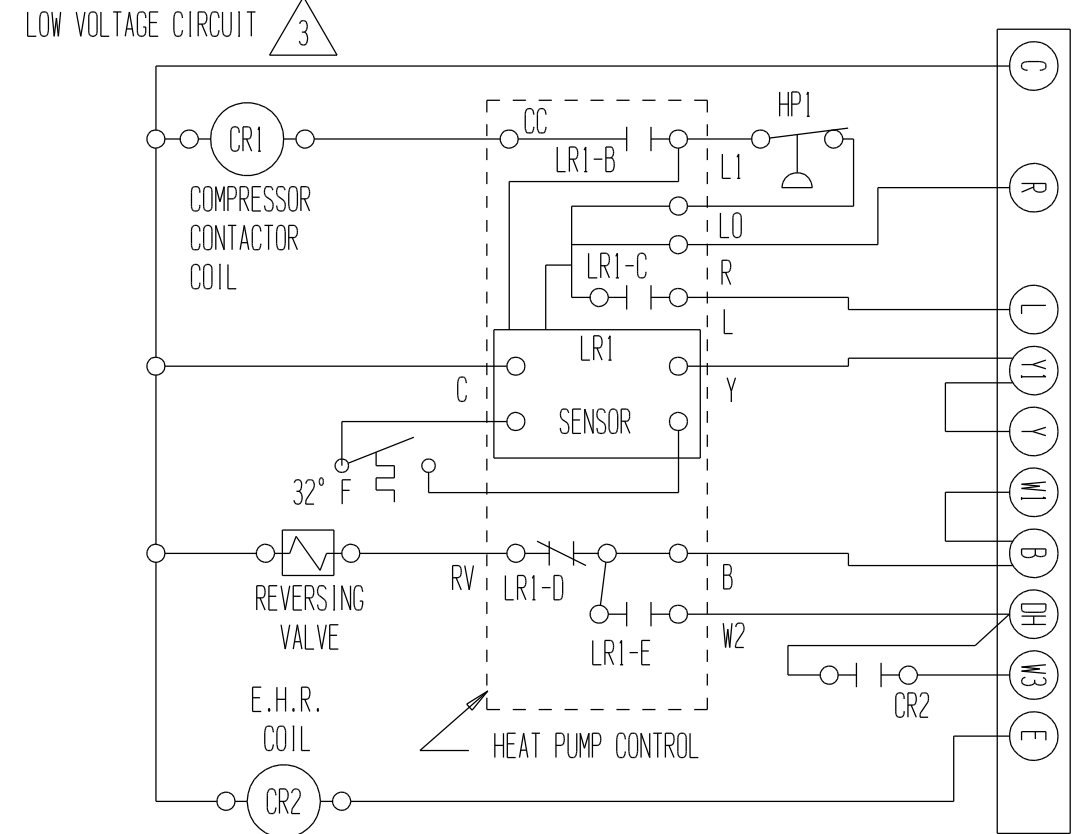 LOW VOLTAGE CIRCUIT
3
C
HP1
CC
CR1
LR1-B
L1
COMPRESSOR
CONTACTOR
COIL
R
LO
LR1-C
R
L
L
LR1
Y1
C
Y
SENSOR
Y
32° F
W1
B
RV
LR1-D
B
REVERSING
VALVE
DH
W2
LR1-E
W3
CR2
E.H.R.
COIL
E
HEAT PUMP CONTROL
CR2